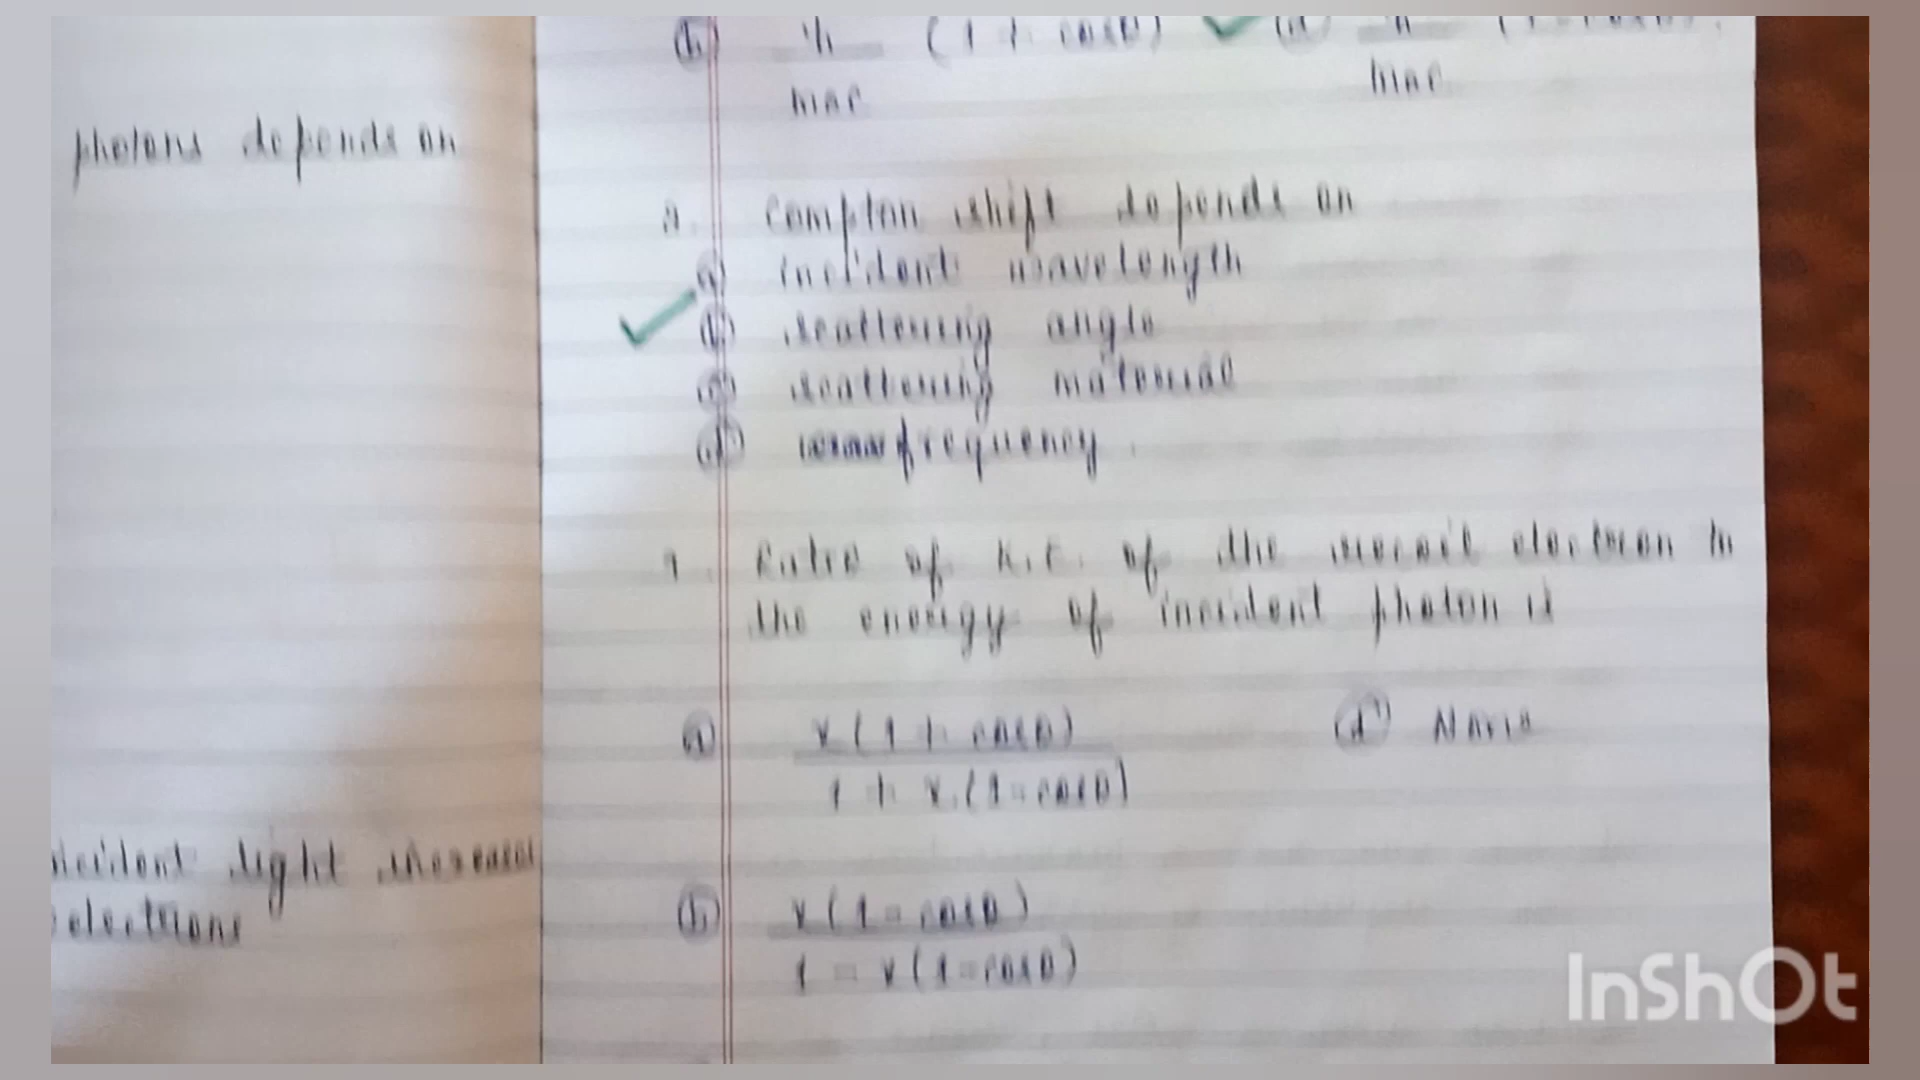 photons depends on
incident light increases
electrons
(b) h/m₀c (1 + cosθ) ✓ (d) h/m₀c
Compton shift depends on
(a) incident wavelength
✓ (b) scattering angle
(c) scattering material
(d) frequency.
9. Ratio of K.E. of the recoil electron to
the energy of incident photon is
(a) x(1 + cosθ) (d) None
1 + x(1 - cosθ)
(b) x(1 - cosθ)
1 - x(1 - cosθ)
InShOt